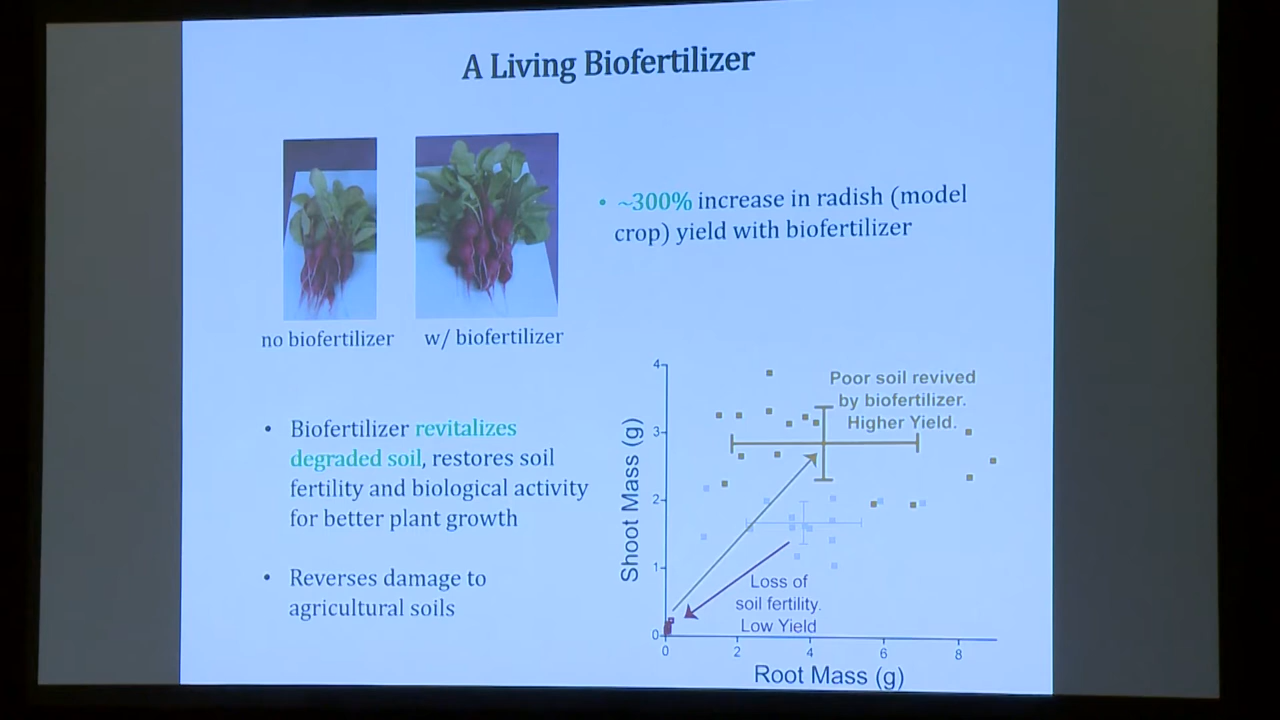 A Living Biofertilizer
• ~300% increase in radish (model
crop) yield with biofertilizer
no biofertilizer
w/ biofertilizer
• Biofertilizer revitalizes
degraded soil, restores soil
fertility and biological activity
for better plant growth
• Reverses damage to
agricultural soils
Poor soil revived
by biofertilizer.
Higher Yield.
Loss of
soil fertility.
Low Yield
Shoot Mass (g)
4
3
2
1
0
0 2 4 6 8
Root Mass (g)